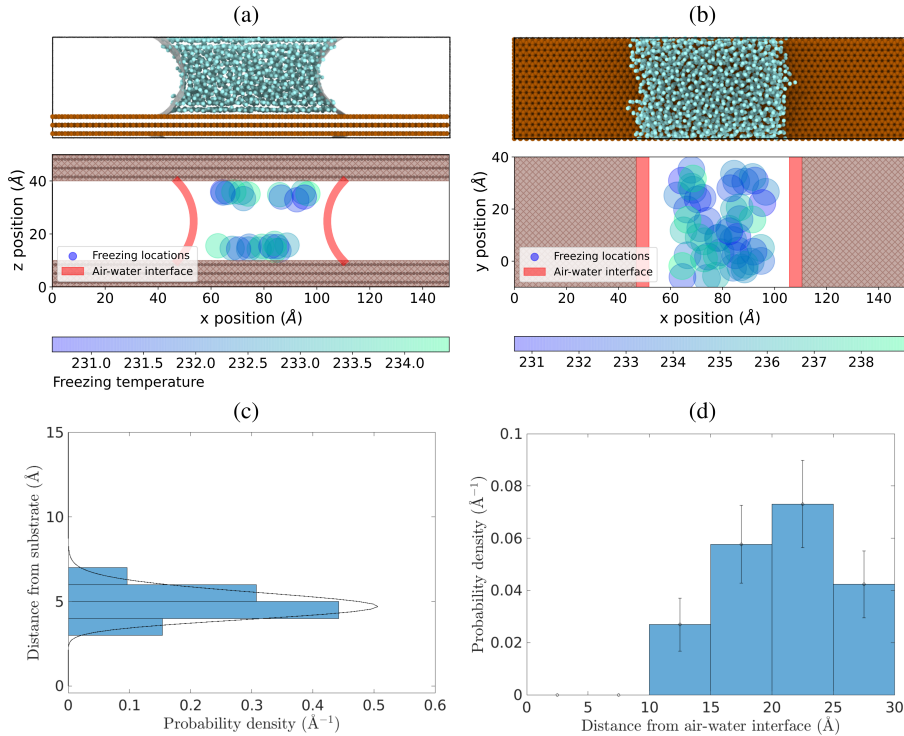 (a)
(b)
z position (Å)
40
20
0
Freezing locations
Air-water interface
0 20 40 60 80 100 120 140
x position (Å)
231.0 231.5 232.0 232.5 233.0 233.5 234.0
Freezing temperature
y position (Å)
40
20
0
Freezing locations
Air-water interface
0 20 40 60 80 100 120 140
x position (Å)
231 232 233 234 235 236 237 238
(c)
(d)
Distance from substrate (Å)
15
10
5
0
0 0.1 0.2 0.3 0.4 0.5 0.6
Probability density (Å⁻¹)
Probability density (Å⁻¹)
0.1
0.08
0.06
0.04
0.02
0
0 5 10 15 20 25 30
Distance from air-water interface (Å)